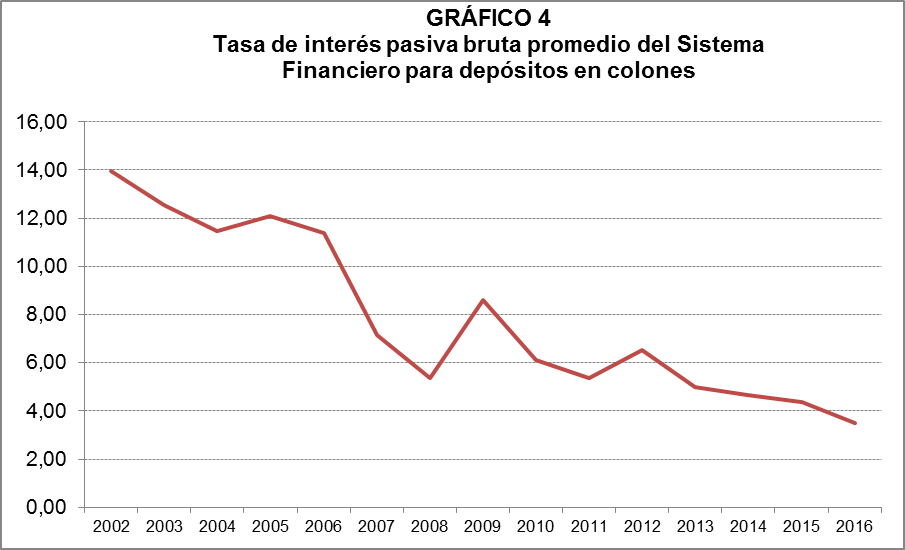 GRÁFICO 4
Tasa de interés pasiva bruta promedio del Sistema
Financiero para depósitos en colones
16,00
14,00
12,00
10,00
8,00
6,00
4,00
2,00
0,00
2002 2003 2004 2005 2006 2007 2008 2009 2010 2011 2012 2013 2014 2015 2016